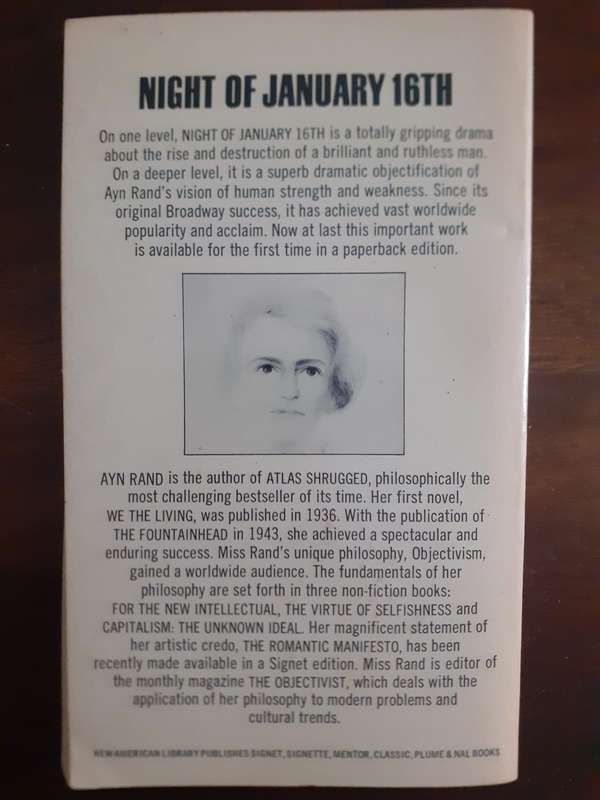 NIGHT OF JANUARY 16TH
On one level, NIGHT OF JANUARY 16TH is a totally gripping drama
about the rise and destruction of a brilliant and ruthless man.
On a deeper level, it is a superb dramatic objectification of
Ayn Rand's vision of human strength and weakness. Since its
original Broadway success, it has achieved vast worldwide
popularity and acclaim. Now at last this important work
is available for the first time in a paperback edition.
AYN RAND is the author of ATLAS SHRUGGED, philosophically the
most challenging bestseller of its time. Her first novel,
WE THE LIVING, was published in 1936. With the publication of
THE FOUNTAINHEAD in 1943, she achieved a spectacular and
enduring success. Miss Rand's unique philosophy, Objectivism,
gained a worldwide audience. The fundamentals of her
philosophy are set forth in three non-fiction books:
FOR THE NEW INTELLECTUAL, THE VIRTUE OF SELFISHNESS and
CAPITALISM: THE UNKNOWN IDEAL. Her magnificent statement of
her artistic credo, THE ROMANTIC MANIFESTO, has been
recently made available in a Signet edition. Miss Rand is editor of
the monthly magazine THE OBJECTIVIST, which deals with the
application of her philosophy to modern problems and
cultural trends.
NEW AMERICAN LIBRARY PUBLISHES SIGNET, SIGNETTE, MENTOR, CLASSIC, PLUME & NAL BOOKS